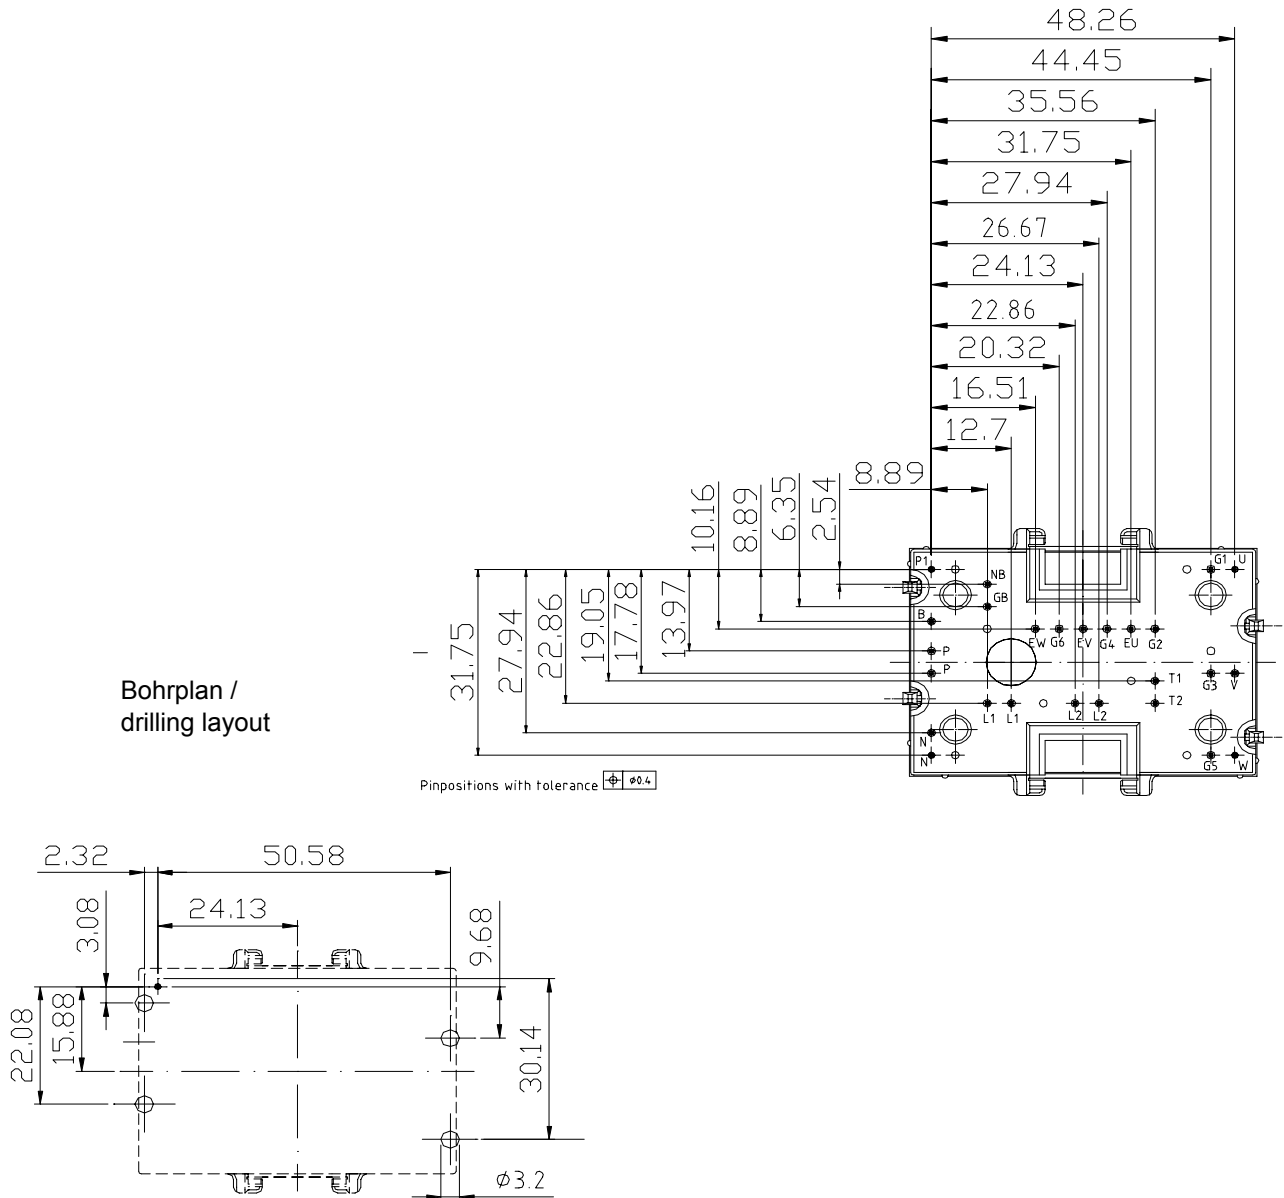 48.26
44.45
35.56
31.75
27.94
26.67
24.13
22.86
20.32
16.51
12.7
8.89
10.16
8.89
6.35
2.54
31.75
27.94
22.86
19.05
17.78
13.97
P1
G1
U
NB
GB
B
EW
G6
EV
G4
EU
G2
P
P
T1
G3
V
T2
L1
L1
L2
L2
N
N
G5
W
Bohrplan /
drilling layout
Pinpositions with tolerance ⌖ ø0.4
2.32
50.58
24.13
3.08
9.68
22.08
15.88
30.14
ø3.2